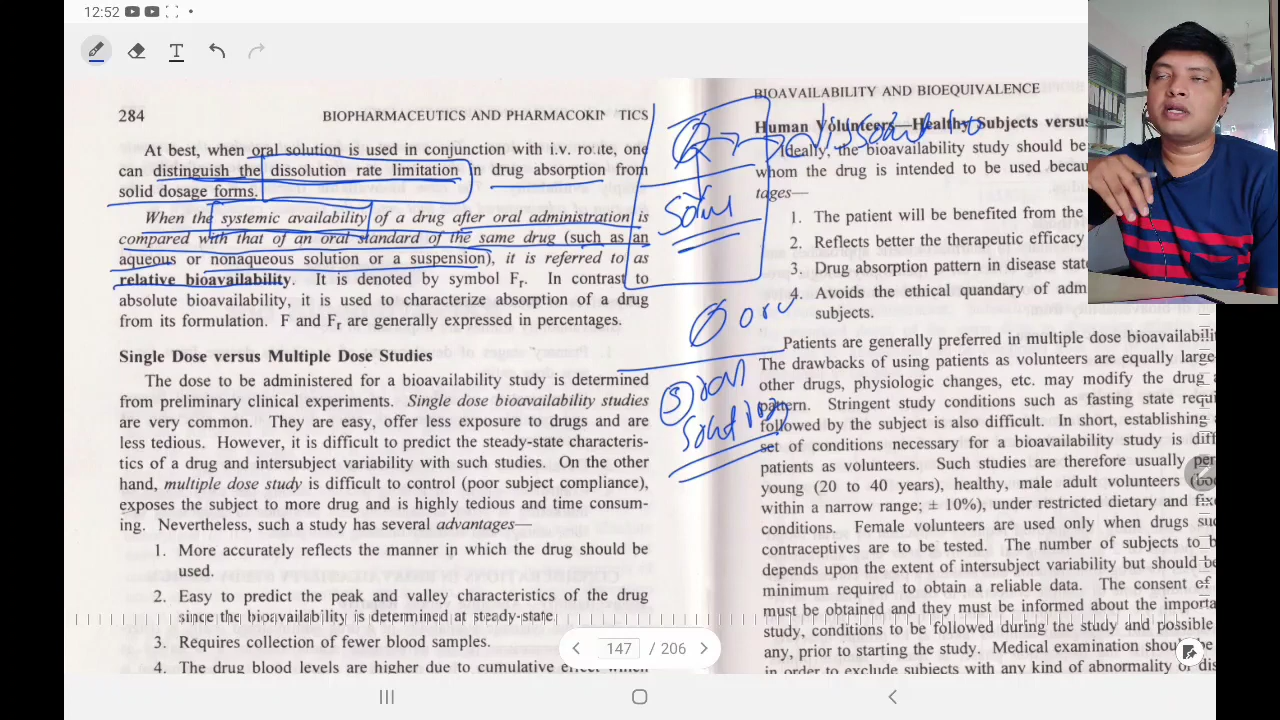 12:52
284 BIOPHARMACEUTICS AND PHARMACOKIN TICS
At best, when oral solution is used in conjunction with i.v. route, one
can distinguish the dissolution rate limitation in drug absorption from
solid dosage forms.
When the systemic availability of a drug after oral administration is
compared with that of an oral standard of the same drug (such as an
aqueous or nonaqueous solution or a suspension), it is referred to as
relative bioavailability. It is denoted by symbol Fr. In contrast to
absolute bioavailability, it is used to characterize absorption of a drug
from its formulation. F and Fr are generally expressed in percentages.
Single Dose versus Multiple Dose Studies
The dose to be administered for a bioavailability study is determined
from preliminary clinical experiments. Single dose bioavailability studies
are very common. They are easy, offer less exposure to drugs and are
less tedious. However, it is difficult to predict the steady-state characteris-
tics of a drug and intersubject variability with such studies. On the other
hand, multiple dose study is difficult to control (poor subject compliance),
exposes the subject to more drug and is highly tedious and time consum-
ing. Nevertheless, such a study has several advantages—
1. More accurately reflects the manner in which the drug should be
used.
2. Easy to predict the peak and valley characteristics of the drug
since the bioavailability is determined at steady-state
3. Requires collection of fewer blood samples.
4. The drug blood levels are higher due to cumulative effect which
oral
solution
BIOAVAILABILITY AND BIOEQUIVALENCE
Human Volunteers—Healthy Subjects versus
Ideally, the bioavailability study should be
whom the drug is intended to be used becau
tages—
1. The patient will be benefited from the
2. Reflects better the therapeutic efficacy
3. Drug absorption pattern in disease state
4. Avoids the ethical quandary of adm
subjects.
Patients are generally preferred in multiple dose bioavailabili
The drawbacks of using patients as volunteers are equally large
other drugs, physiologic changes, etc. may modify the drug a
pattern. Stringent study conditions such as fasting state requi
followed by the subject is also difficult. In short, establishing
set of conditions necessary for a bioavailability study is diff
patients as volunteers. Such studies are therefore usually per
young (20 to 40 years), healthy, male adult volunteers (bo
within a narrow range; ± 10%), under restricted dietary and fixe
conditions. Female volunteers are used only when drugs suc
contraceptives are to be tested. The number of subjects to b
depends upon the extent of intersubject variability but should be
minimum required to obtain a reliable data. The consent of
must be obtained and they must be informed about the importa
study, conditions to be followed during the study and possible
any, prior to starting the study. Medical examination should be
in order to exclude subjects with any kind of abnormality or dis
147 / 206